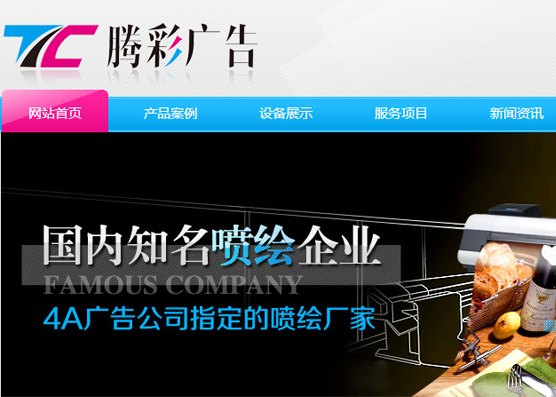 TC 腾彩广告
网站首页 产品案例 设备展示 服务项目 新闻资讯
国内知名喷绘企业
FAMOUS COMPANY
4A广告公司指定的喷绘厂家